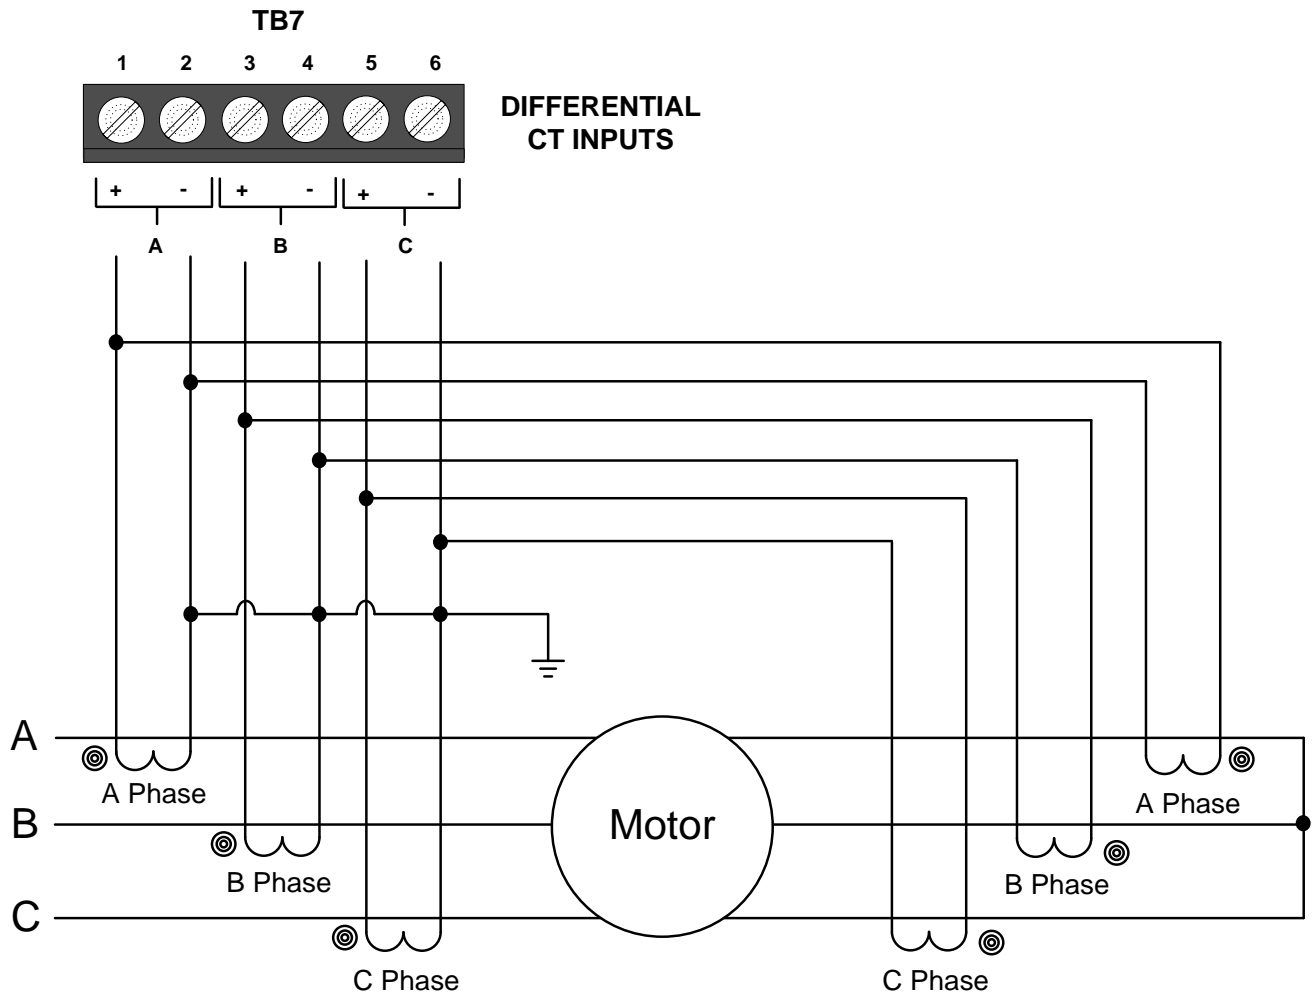 TB7
1 2 3 4 5 6
DIFFERENTIAL
CT INPUTS
+ - + - + -
A B C
A
A Phase
A Phase
B
Motor
B Phase
B Phase
C
C Phase
C Phase